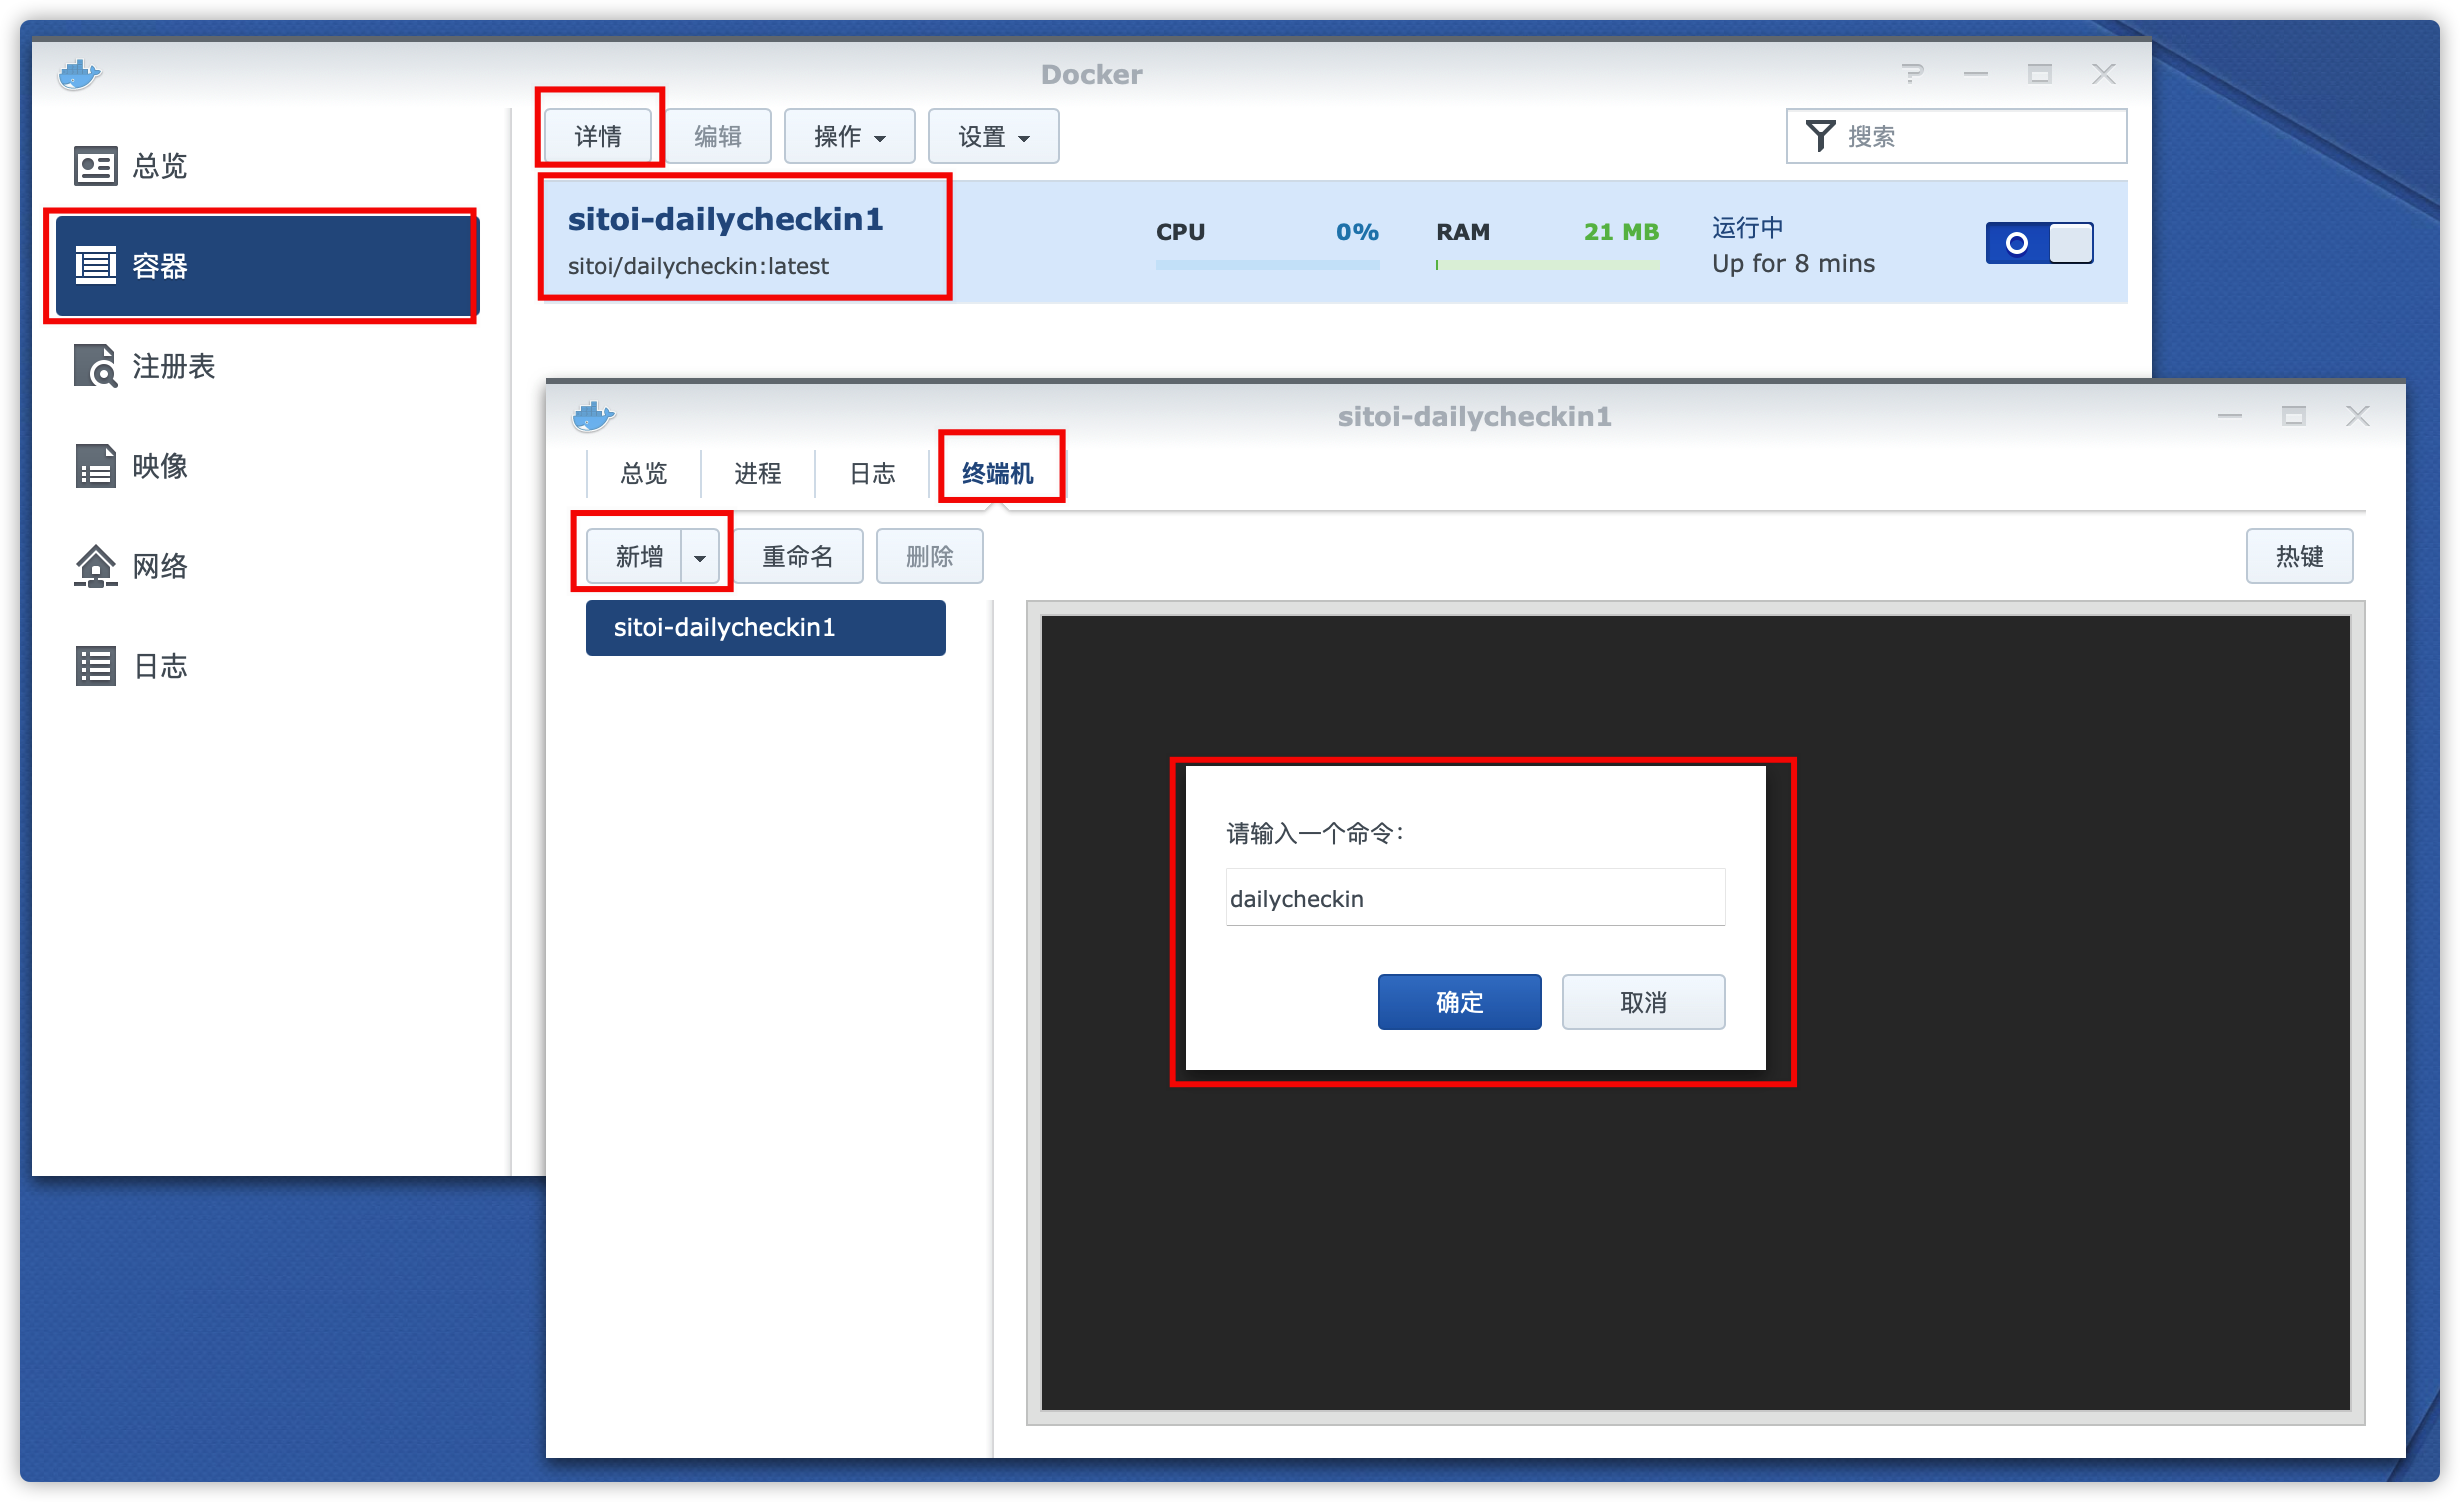 Docker
详情 编辑 操作 设置 搜索
总览
容器
注册表
映像
网络
日志
sitoi-dailycheckin1
sitoi/dailycheckin:latest
CPU 0%
RAM 21 MB
运行中
Up for 8 mins
sitoi-dailycheckin1
总览 进程 日志 终端机
新增 重命名 删除 热键
sitoi-dailycheckin1
请输入一个命令:
dailycheckin
确定 取消